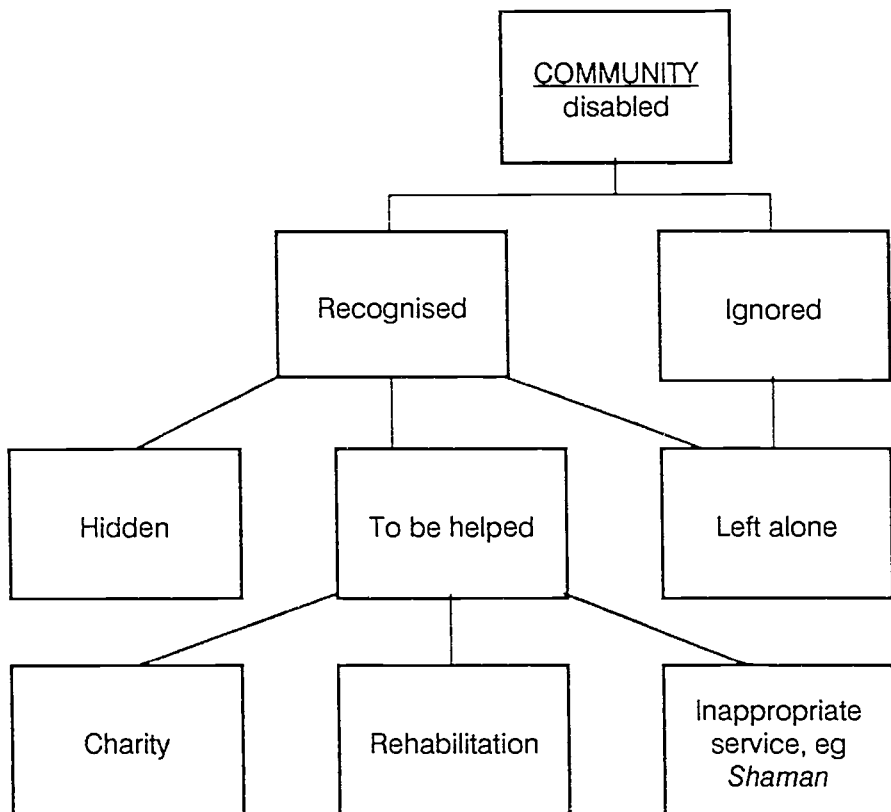 COMMUNITY
disabled
Recognised
Ignored
Hidden
To be helped
Left alone
Charity
Rehabilitation
Inappropriate
service, eg
Shaman